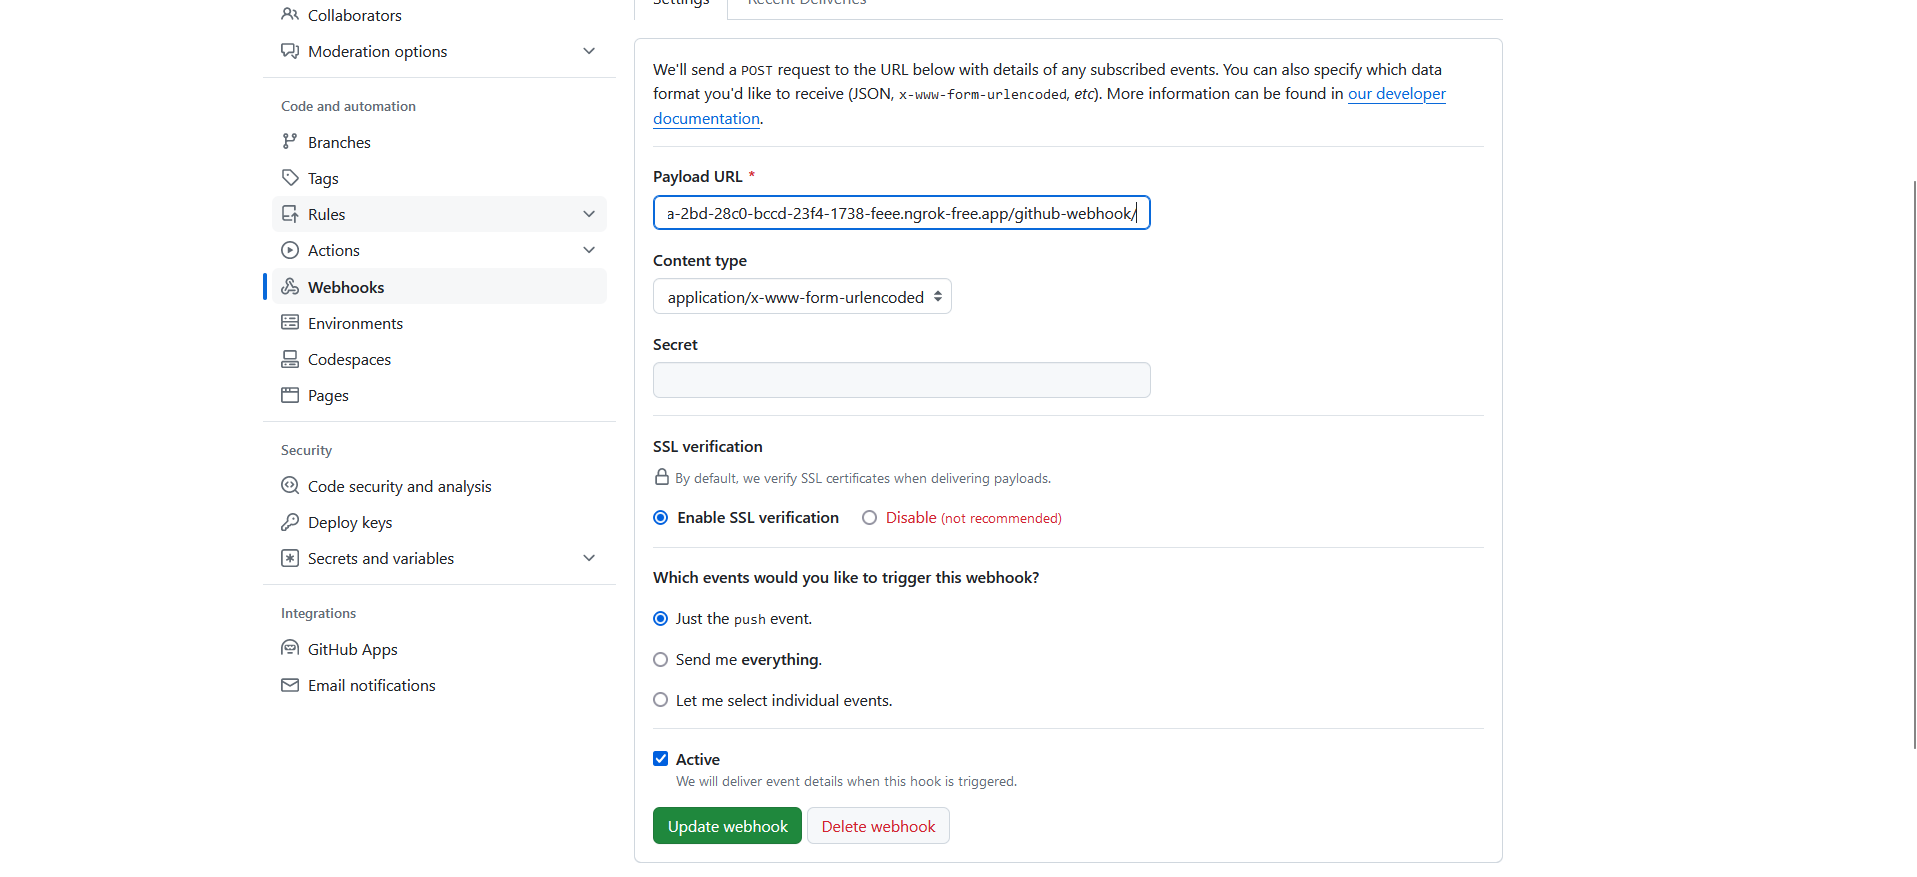 Collaborators
Moderation options
Code and automation
Branches
Tags
Rules
Actions
Webhooks
Environments
Codespaces
Pages
Security
Code security and analysis
Deploy keys
Secrets and variables
Integrations
GitHub Apps
Email notifications
Settings Recent Deliveries
We'll send a POST request to the URL below with details of any subscribed events. You can also specify which data
format you'd like to receive (JSON, x-www-form-urlencoded, etc). More information can be found in our developer
documentation.
Payload URL *
a-2bd-28c0-bccd-23f4-1738-feee.ngrok-free.app/github-webhook/
Content type
application/x-www-form-urlencoded
Secret
SSL verification
By default, we verify SSL certificates when delivering payloads.
Enable SSL verification Disable (not recommended)
Which events would you like to trigger this webhook?
Just the push event.
Send me everything.
Let me select individual events.
Active
We will deliver event details when this hook is triggered.
Update webhook Delete webhook